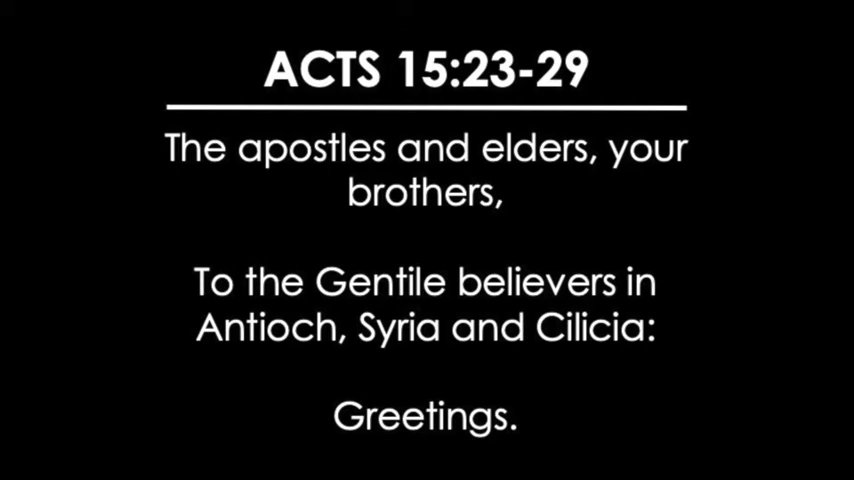 ACTS 15:23-29
The apostles and elders, your
brothers,
To the Gentile believers in
Antioch, Syria and Cilicia:
Greetings.